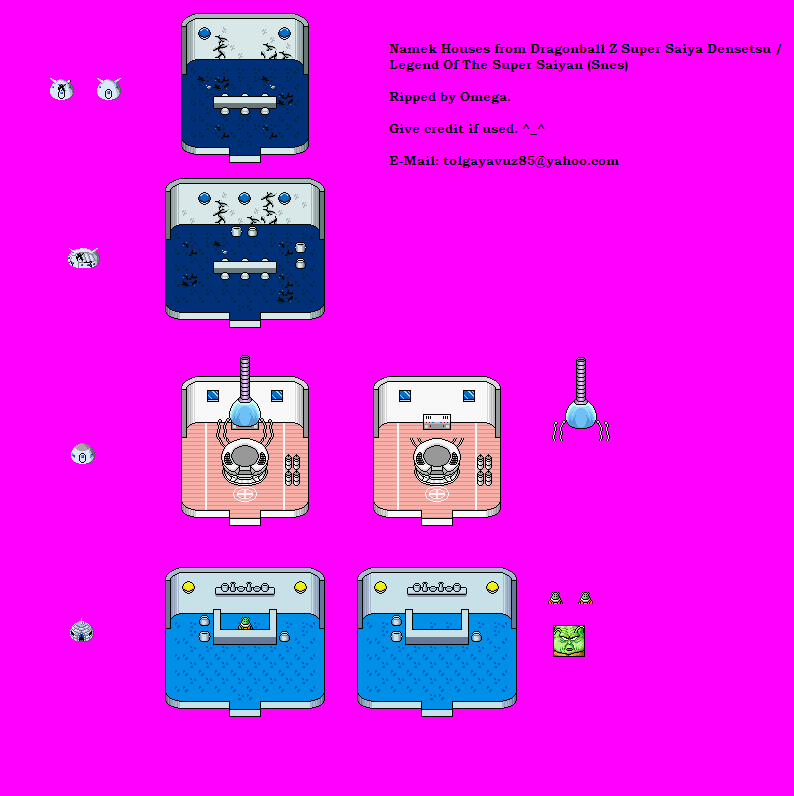 Namek Houses from Dragonball Z Super Saiya Densetsu /
Legend Of The Super Saiyan (Snes)
Ripped by Omega.
Give credit if used. ^_^
E-Mail: tolgayavuz85@yahoo.com